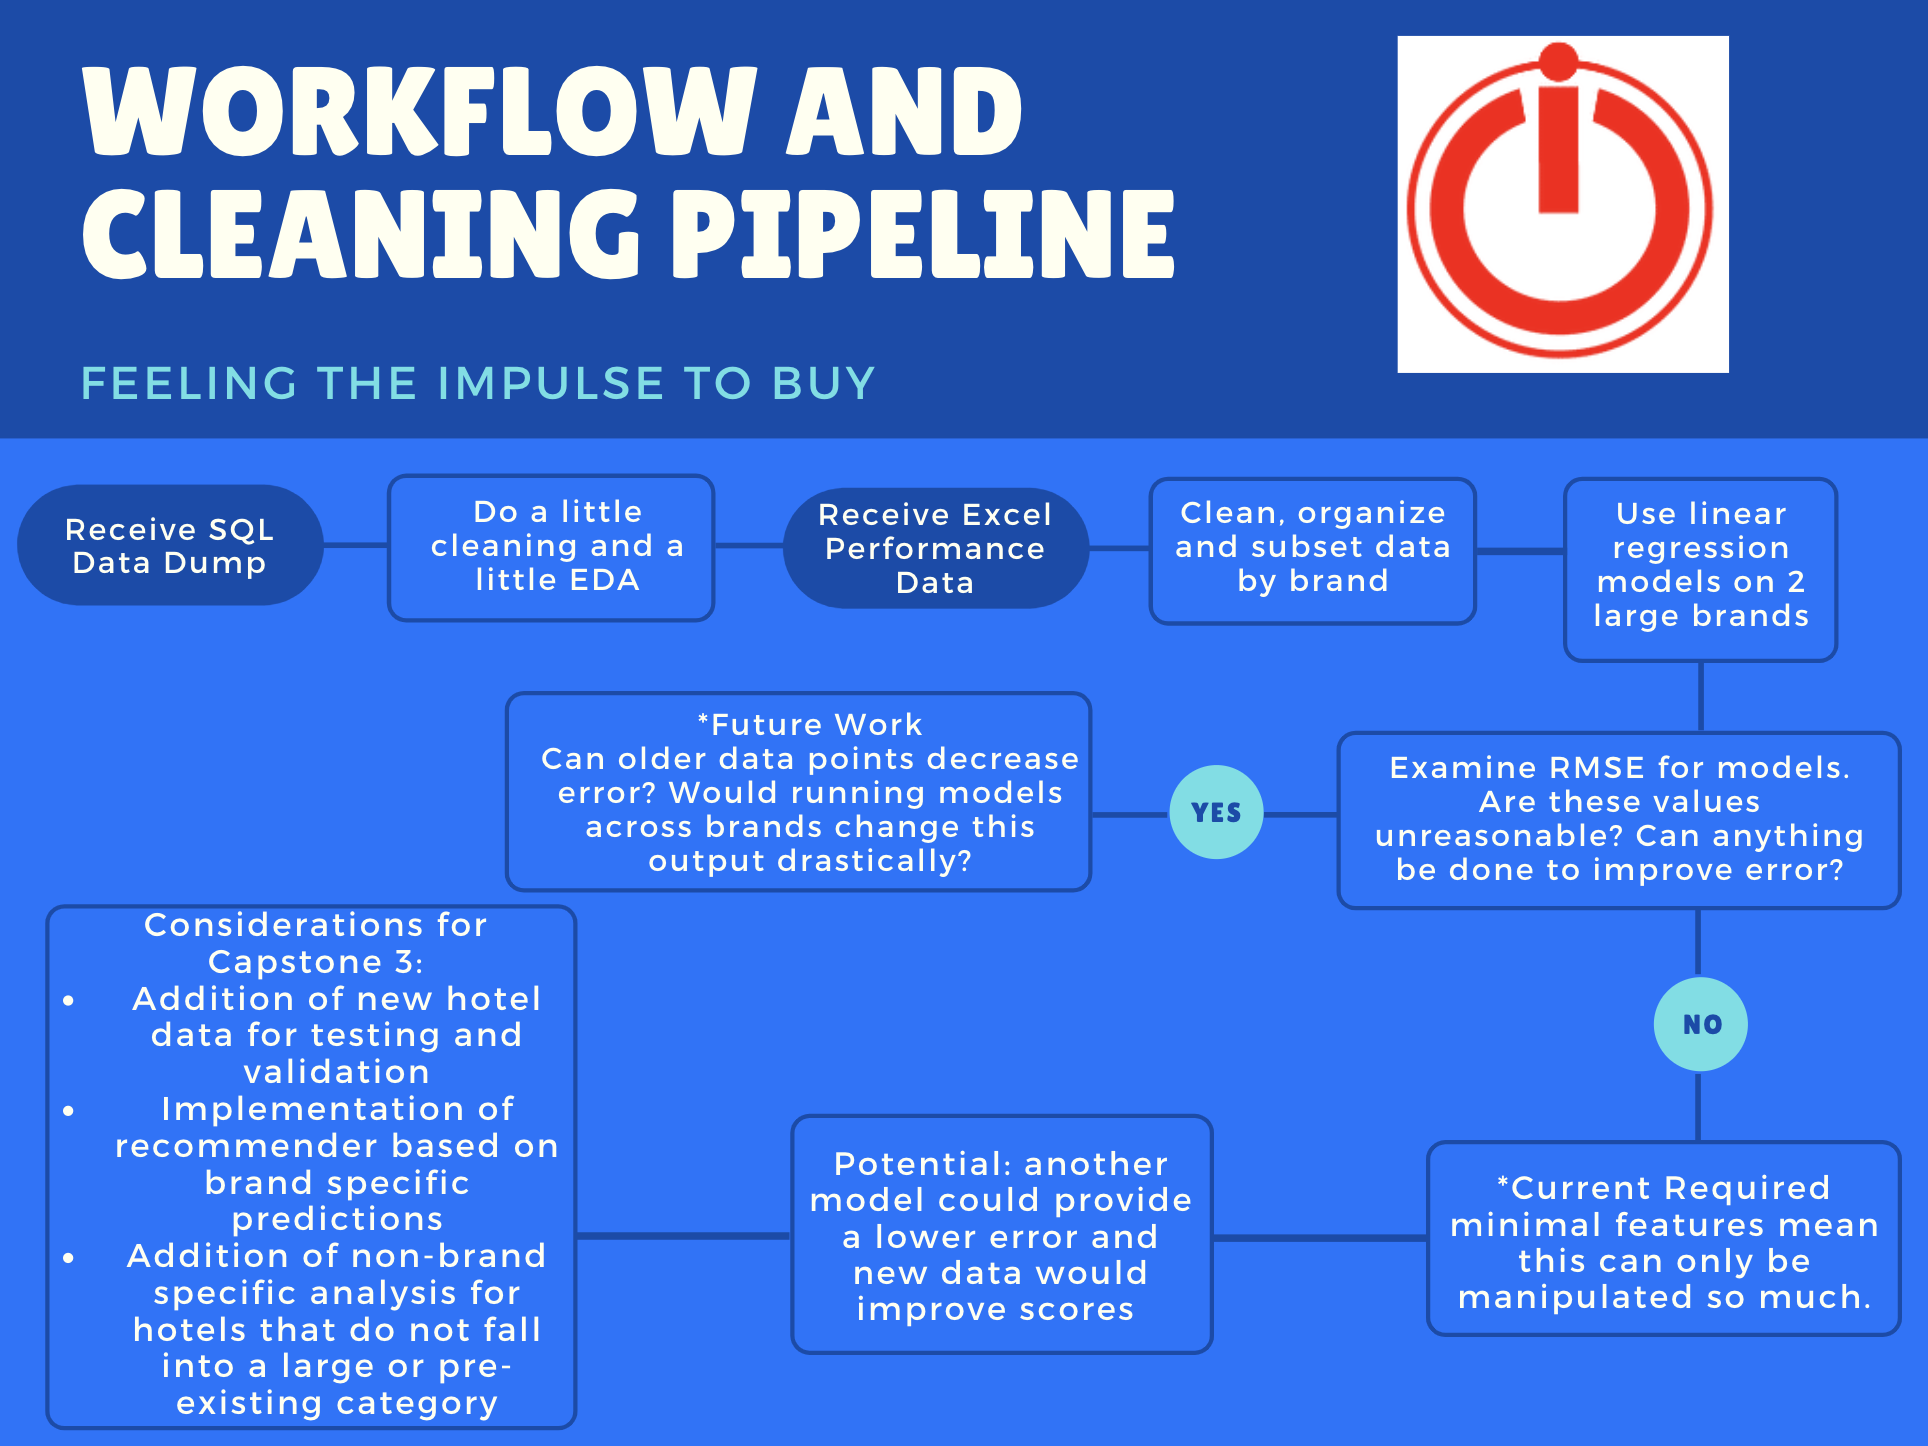 WORKFLOW AND
CLEANING PIPELINE
FEELING THE IMPULSE TO BUY
Receive SQL
Data Dump
Do a little
cleaning and a
little EDA
Receive Excel
Performance
Data
Clean, organize
and subset data
by brand
Use linear
regression
models on 2
large brands
*Future Work
Can older data points decrease
error? Would running models
across brands change this
output drastically?
YES
Examine RMSE for models.
Are these values
unreasonable? Can anything
be done to improve error?
NO
Considerations for
Capstone 3:
• Addition of new hotel
data for testing and
validation
• Implementation of
recommender based on
brand specific
predictions
• Addition of non-brand
specific analysis for
hotels that do not fall
into a large or pre-
existing category
Potential: another
model could provide
a lower error and
new data would
improve scores
*Current Required
minimal features mean
this can only be
manipulated so much.